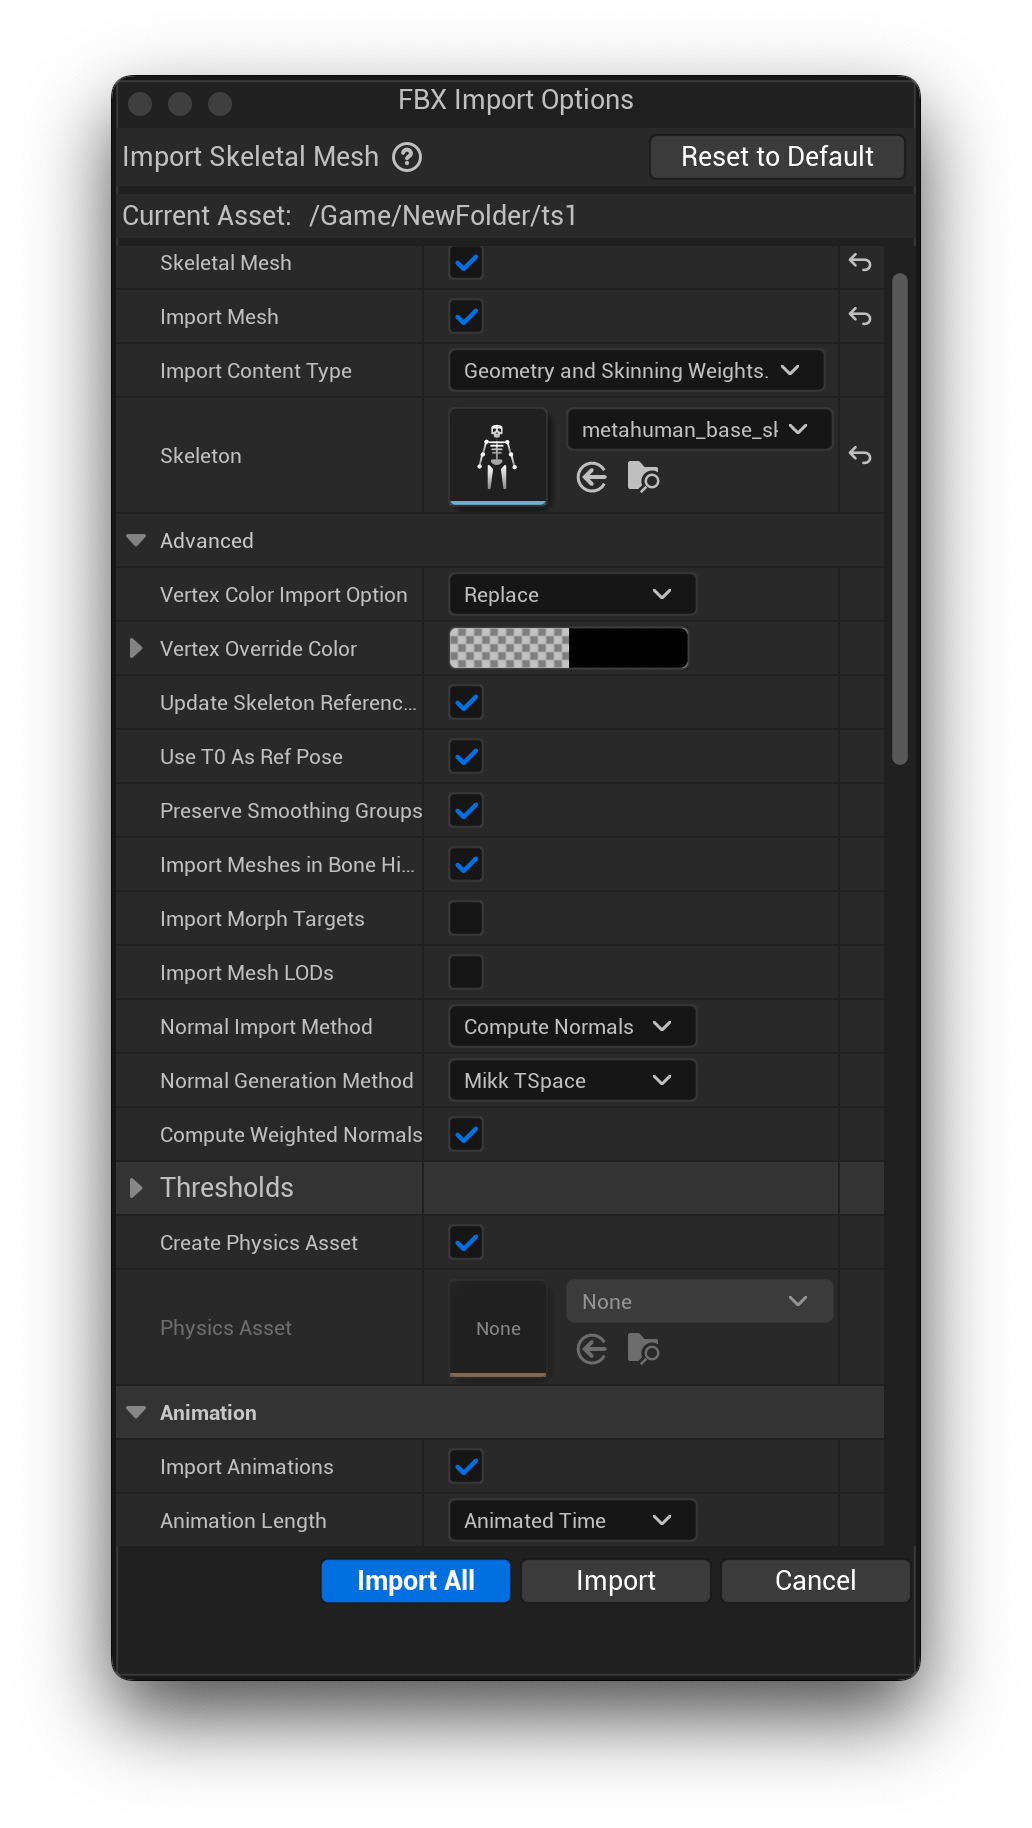 FBX Import Options
Import Skeletal Mesh
Reset to Default
Current Asset: /Game/NewFolder/ts1
Skeletal Mesh
Import Mesh
Import Content Type
Geometry and Skinning Weights.
Skeleton
metahuman_base_sk
Advanced
Vertex Color Import Option
Replace
Vertex Override Color
Update Skeleton Referenc...
Use T0 As Ref Pose
Preserve Smoothing Groups
Import Meshes in Bone Hi...
Import Morph Targets
Import Mesh LODs
Normal Import Method
Compute Normals
Normal Generation Method
Mikk TSpace
Compute Weighted Normals
Thresholds
Create Physics Asset
Physics Asset
None
None
Animation
Import Animations
Animation Length
Animated Time
Import All
Import
Cancel